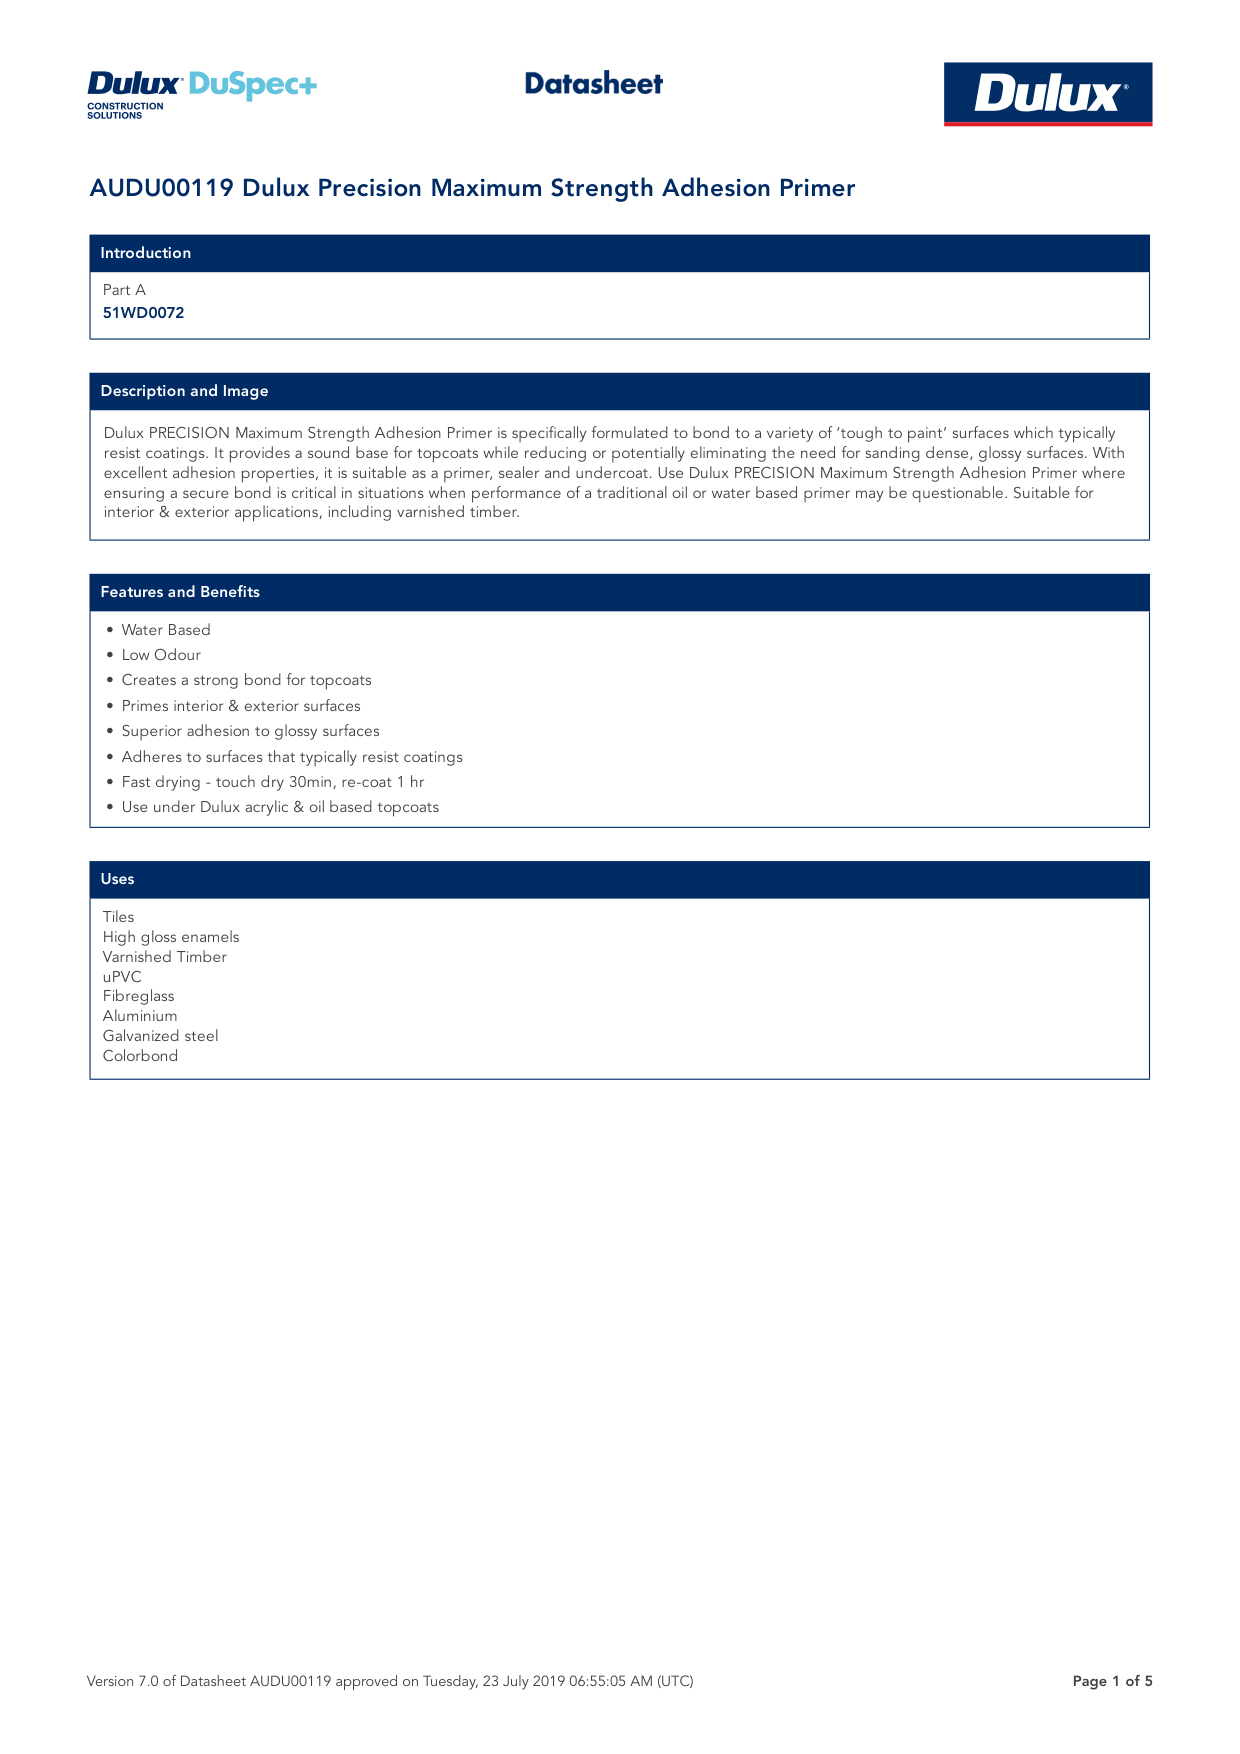 Dulux DuSpec+
CONSTRUCTION
SOLUTIONS
Datasheet
Dulux®
AUDU00119 Dulux Precision Maximum Strength Adhesion Primer
Introduction
Part A
51WD0072
Description and Image
Dulux PRECISION Maximum Strength Adhesion Primer is specifically formulated to bond to a variety of ‘tough to paint’ surfaces which typically
resist coatings. It provides a sound base for topcoats while reducing or potentially eliminating the need for sanding dense, glossy surfaces. With
excellent adhesion properties, it is suitable as a primer, sealer and undercoat. Use Dulux PRECISION Maximum Strength Adhesion Primer where
ensuring a secure bond is critical in situations when performance of a traditional oil or water based primer may be questionable. Suitable for
interior & exterior applications, including varnished timber.
Features and Benefits
• Water Based
• Low Odour
• Creates a strong bond for topcoats
• Primes interior & exterior surfaces
• Superior adhesion to glossy surfaces
• Adheres to surfaces that typically resist coatings
• Fast drying - touch dry 30min, re-coat 1 hr
• Use under Dulux acrylic & oil based topcoats
Uses
Tiles
High gloss enamels
Varnished Timber
uPVC
Fibreglass
Aluminium
Galvanized steel
Colorbond
Version 7.0 of Datasheet AUDU00119 approved on Tuesday, 23 July 2019 06:55:05 AM (UTC)
Page 1 of 5